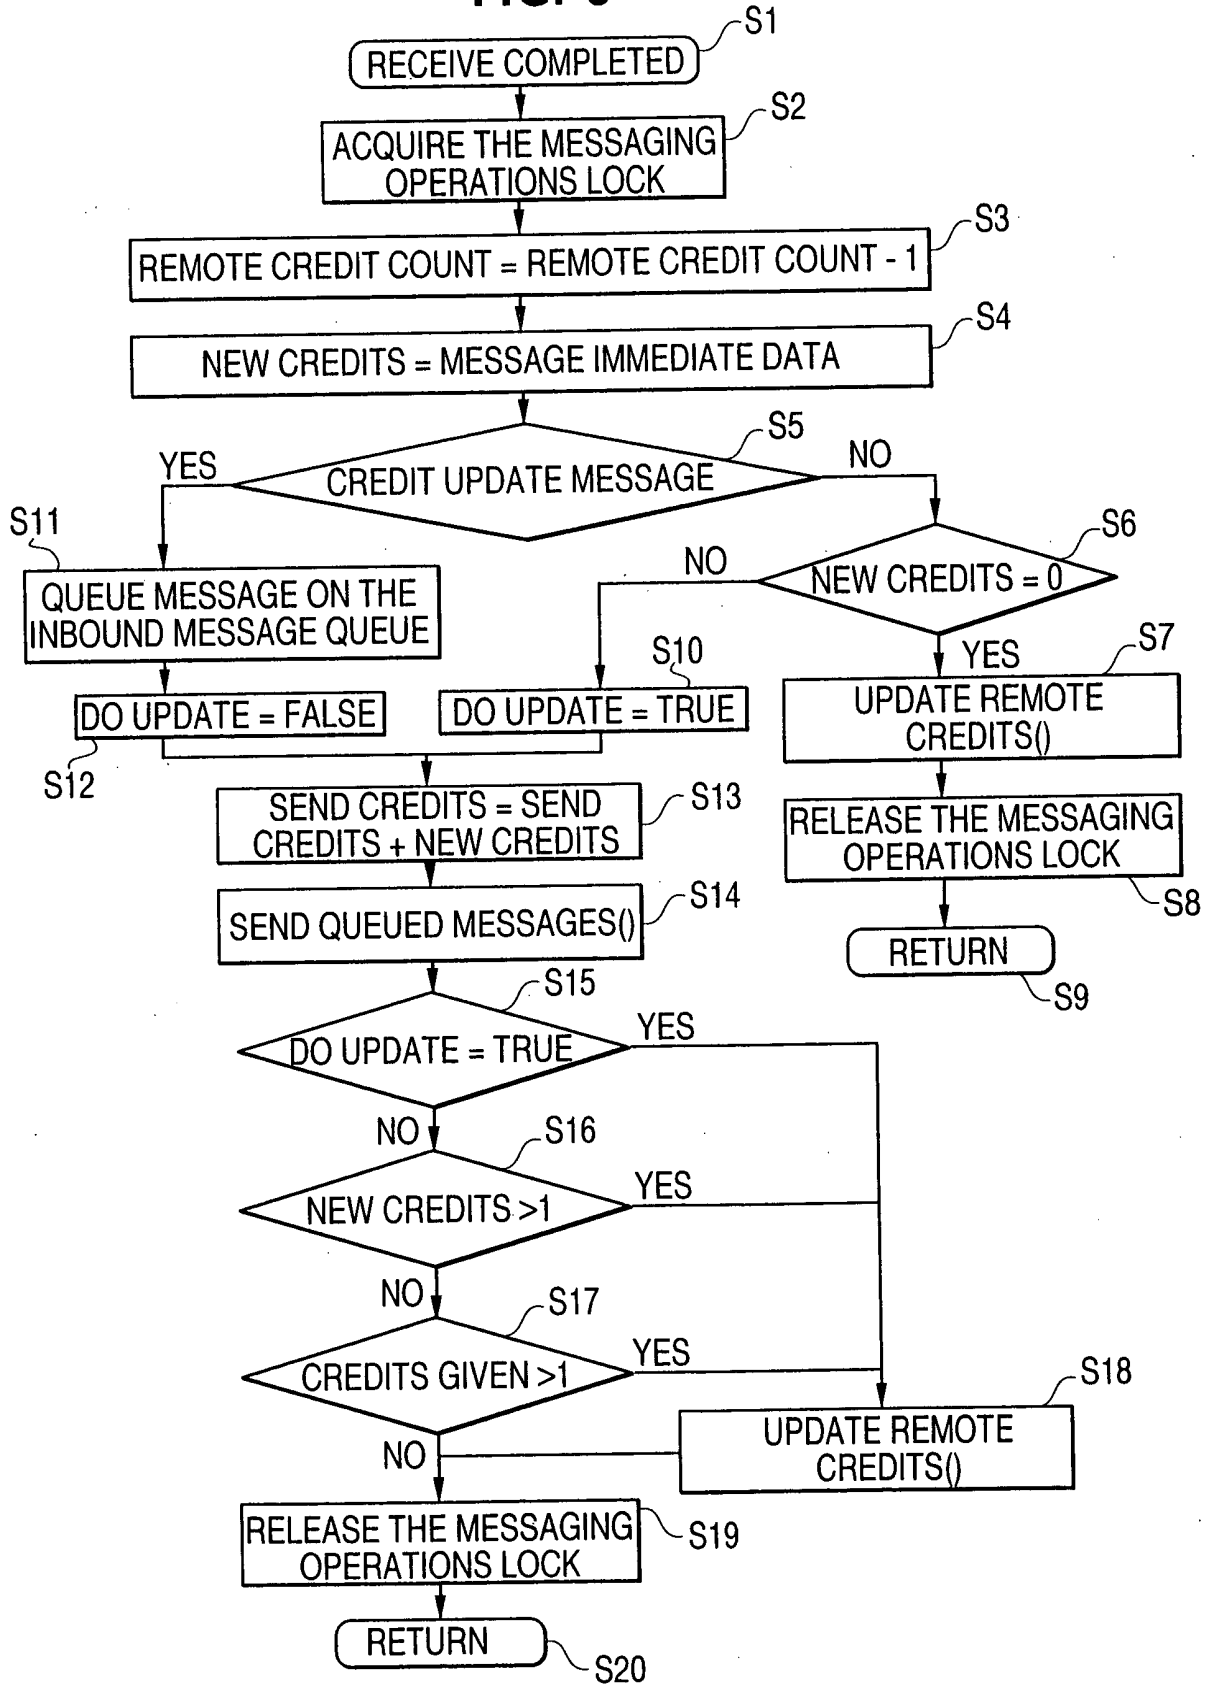 S1
RECEIVE COMPLETED
S2
ACQUIRE THE MESSAGING
OPERATIONS LOCK
S3
REMOTE CREDIT COUNT = REMOTE CREDIT COUNT - 1
S4
NEW CREDITS = MESSAGE IMMEDIATE DATA
S5
YES
CREDIT UPDATE MESSAGE
NO
S11
QUEUE MESSAGE ON THE
INBOUND MESSAGE QUEUE
S6
NO
NEW CREDITS = 0
YES
S12
DO UPDATE = FALSE
S10
DO UPDATE = TRUE
S7
UPDATE REMOTE
CREDITS()
S13
SEND CREDITS = SEND
CREDITS + NEW CREDITS
RELEASE THE MESSAGING
OPERATIONS LOCK
S8
S14
SEND QUEUED MESSAGES()
RETURN
S9
S15
DO UPDATE = TRUE
YES
NO
S16
NEW CREDITS >1
YES
NO
S17
CREDITS GIVEN >1
YES
NO
S18
UPDATE REMOTE
CREDITS()
RELEASE THE MESSAGING
OPERATIONS LOCK
S19
RETURN
S20